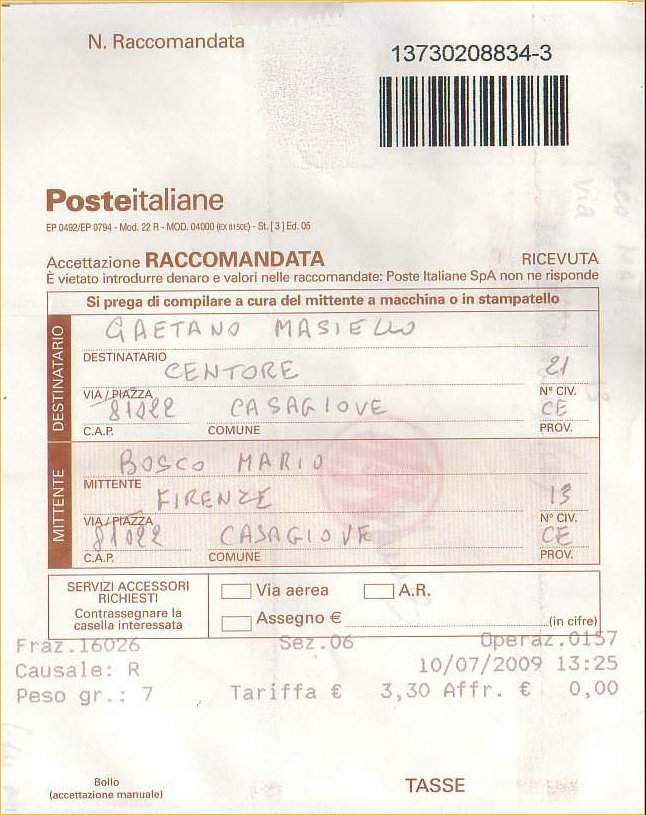 N. Raccomandata
13730208834-3
Posteitaliane
EP 0492/EP 0794 - Mod. 22 R - MOD. 04000 (EX 8150E) - St. [3] Ed. 05
Accettazione RACCOMANDATA RICEVUTA
È vietato introdurre denaro e valori nelle raccomandate: Poste Italiane SpA non ne risponde
Si prega di compilare a cura del mittente a macchina o in stampatello
DESTINATARIO
GAETANO MASIELLO
DESTINATARIO
CENTORE 21
VIA / PIAZZA N° CIV.
81022 CASAGIOVE CE
C.A.P. COMUNE PROV.
MITTENTE
BOSCO MARIO
MITTENTE
FIRENZE 13
VIA / PIAZZA N° CIV.
81022 CASAGIOVE CE
C.A.P. COMUNE PROV.
SERVIZI ACCESSORI
RICHIESTI
Contrassegnare la
casella interessata
Via aerea A.R.
Assegno € (in cifre)
Fraz.16026 Sez.06 Operaz.0157
Causale: R 10/07/2009 13:25
Peso gr.: 7 Tariffa € 3,30 Affr. € 0,00
Bollo
(accettazione manuale)
TASSE